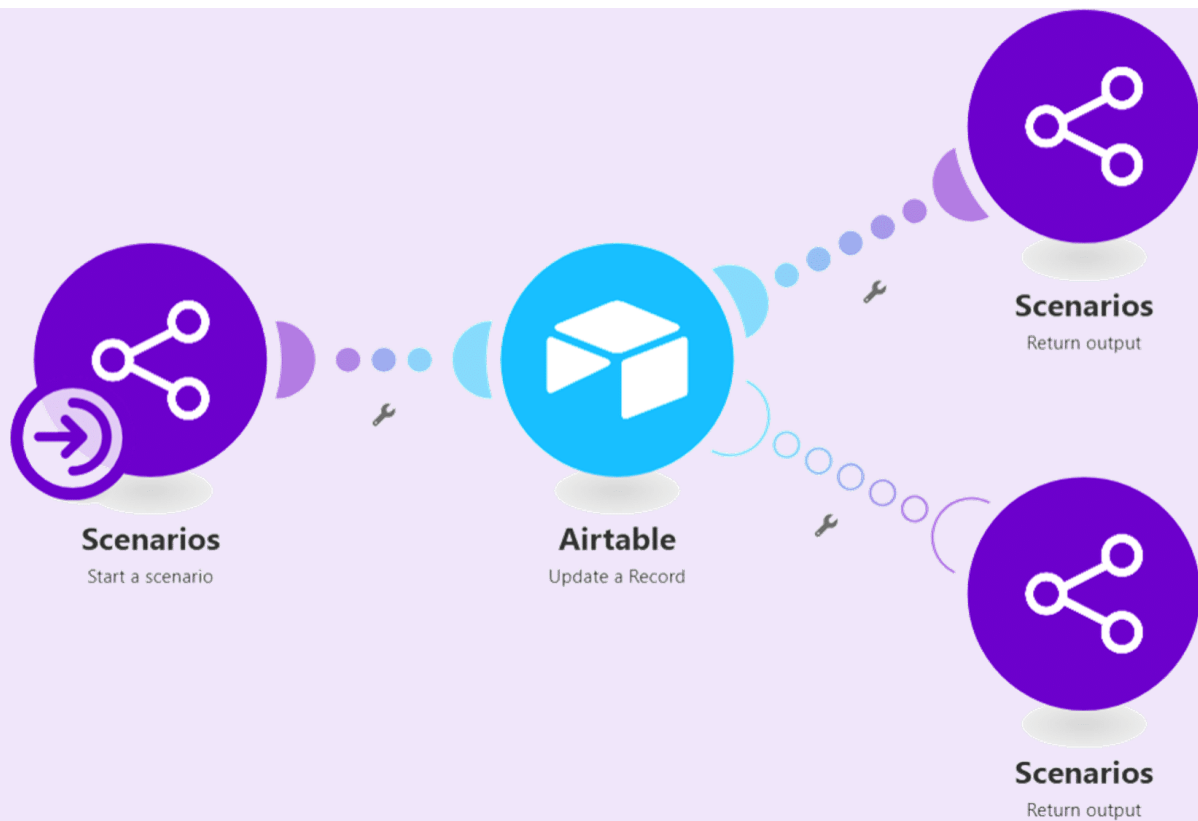 Scenarios
Return output
Scenarios
Start a scenario
Airtable
Update a Record
Scenarios
Return output